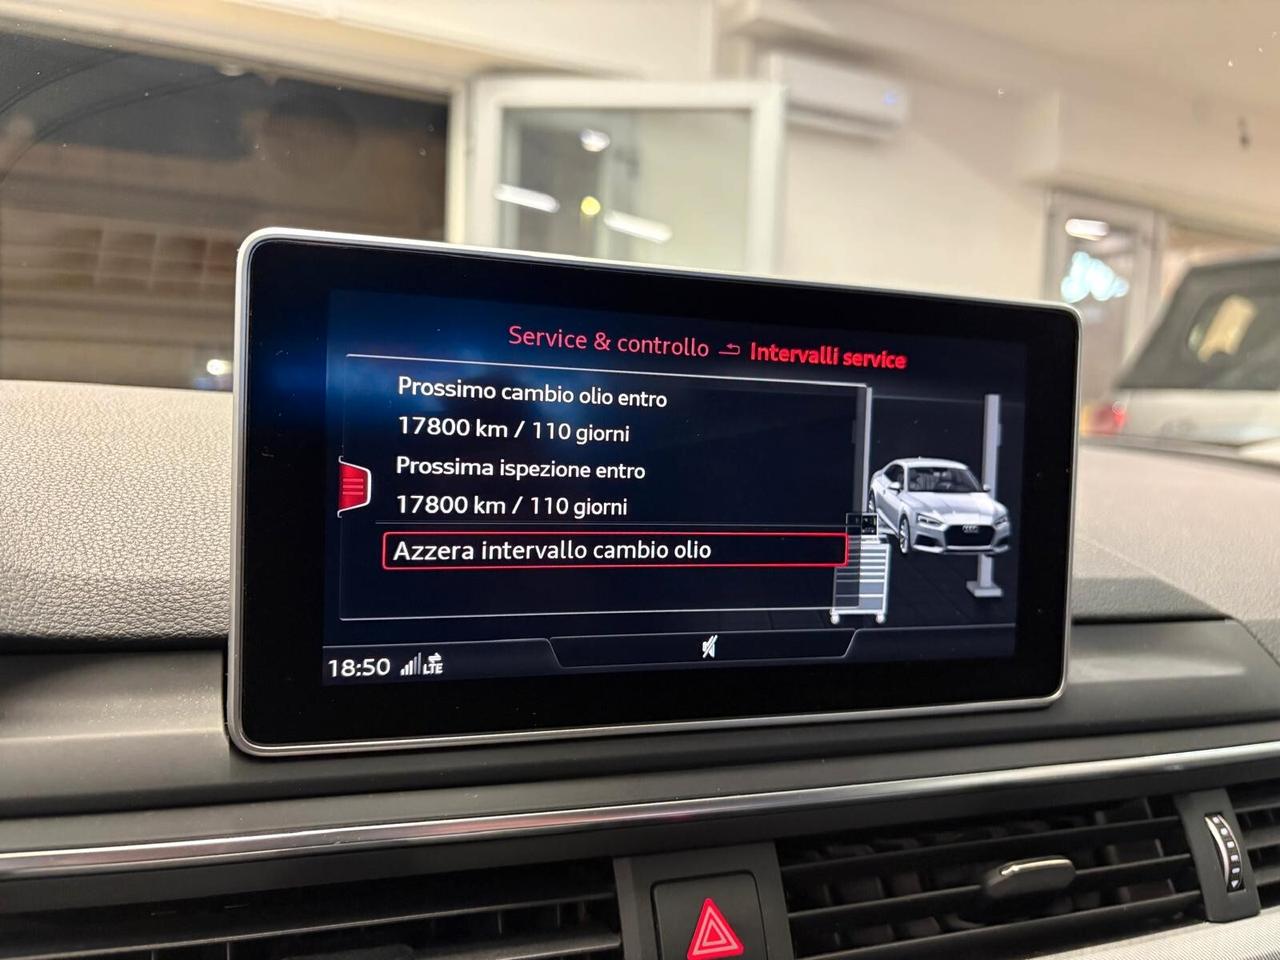 Service & controllo Intervalli service
Prossimo cambio olio entro
17800 km / 110 giorni
Prossima ispezione entro
17800 km / 110 giorni
Azzera intervallo cambio olio
18:50 LTE